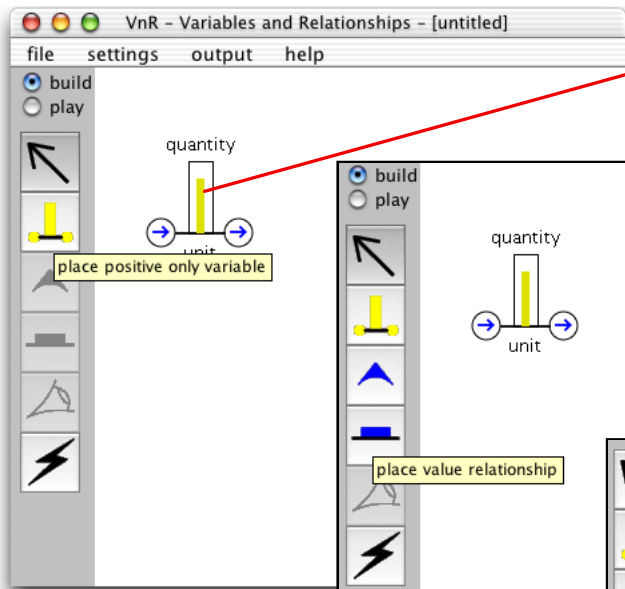 VnR - Variables and Relationships - [untitled]
file settings output help
build
play
quantity
unit
place positive only variable
build
play
quantity
unit
place value relationship